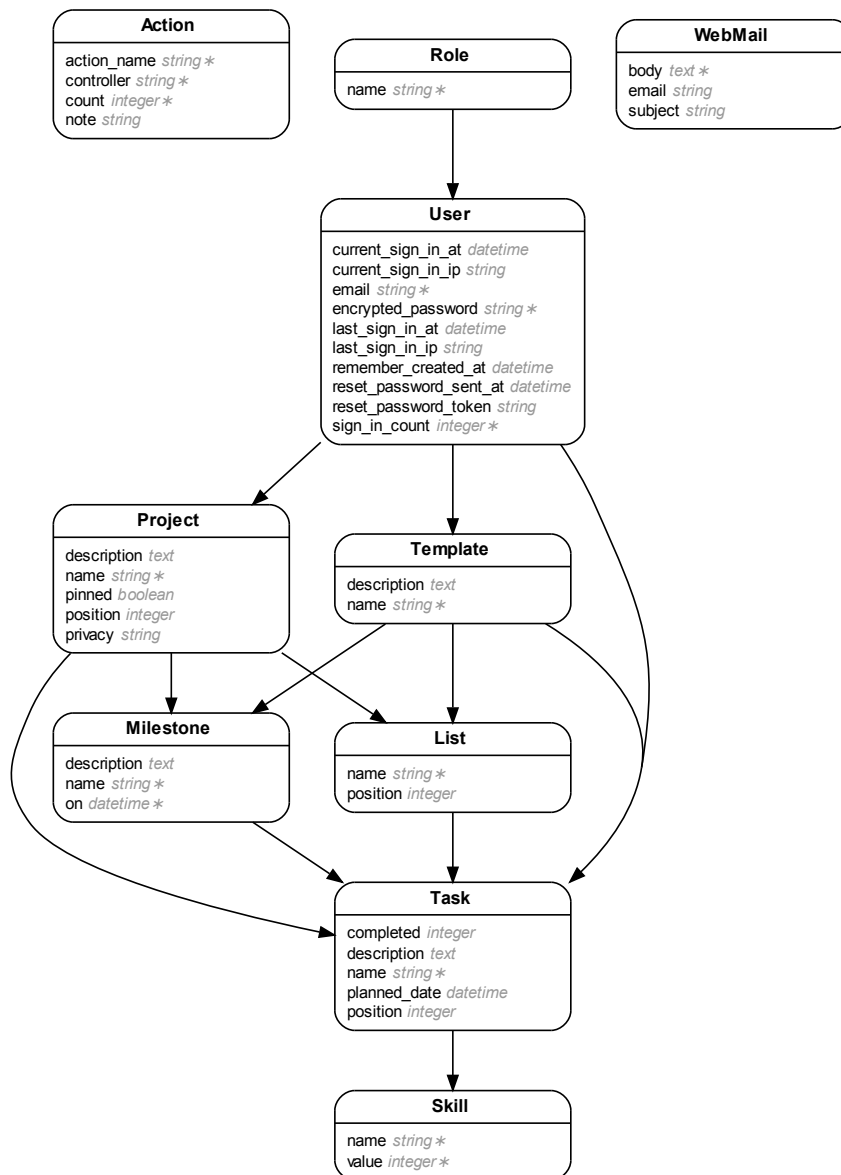 Action
action_name string*
controller string*
count integer*
note string
Role
name string*
WebMail
body text*
email string
subject string
User
current_sign_in_at datetime
current_sign_in_ip string
email string*
encrypted_password string*
last_sign_in_at datetime
last_sign_in_ip string
remember_created_at datetime
reset_password_sent_at datetime
reset_password_token string
sign_in_count integer*
Project
description text
name string*
pinned boolean
position integer
privacy string
Template
description text
name string*
Milestone
description text
name string*
on datetime*
List
name string*
position integer
Task
completed integer
description text
name string*
planned_date datetime
position integer
Skill
name string*
value integer*